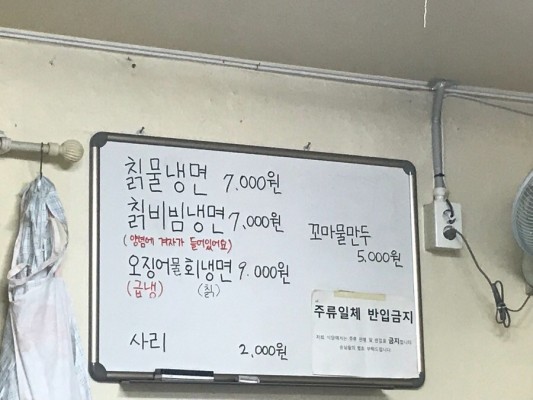 칡물냉면 7,000원
칡비빔냉면 7,000원
(양념에 겨자가 들어있어요)
꼬마물만두
5,000원
오징어물회냉면 9.000원
(급냉) (칡)
사리 2,000원
주류일체 반입금지
금지